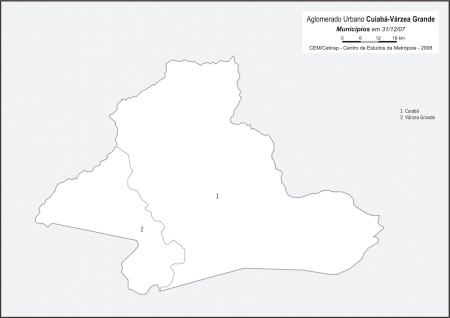 Aglomerado Urbano Cuiabá-Várzea Grande
Municípios em 31/12/07
0 6 12 18 km
CEM/Cebrap - Centro de Estudos da Metrópole - 2008
1 Cuiabá
2 Várzea Grande
1
2